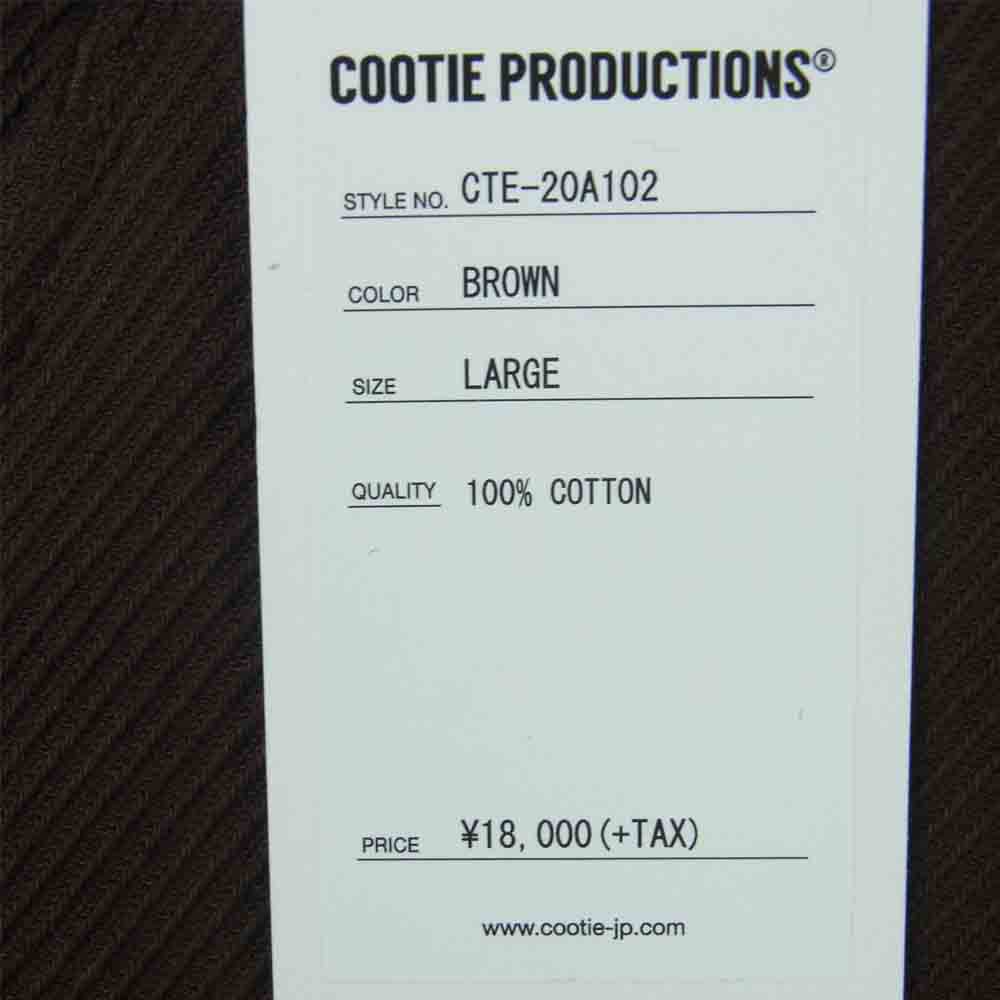 COOTIE PRODUCTIONS®
STYLE NO. CTE-20A102
COLOR BROWN
SIZE LARGE
QUALITY 100% COTTON
PRICE ¥18,000(+TAX)
www.cootie-jp.com